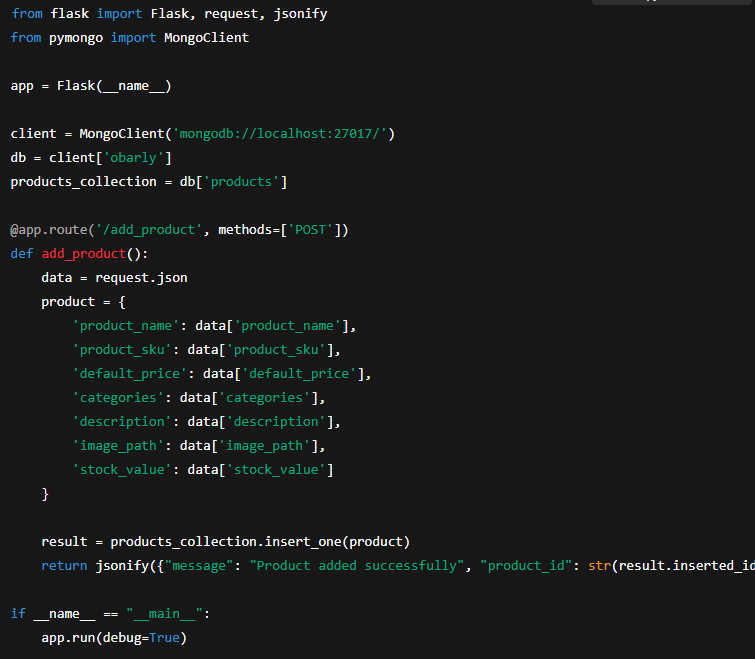 from flask import Flask, request, jsonify
from pymongo import MongoClient
app = Flask(__name__)
client = MongoClient('mongodb://localhost:27017/')
db = client['obarly']
products_collection = db['products']
@app.route('/add_product', methods=['POST'])
def add_product():
    data = request.json
    product = {
        'product_name': data['product_name'],
        'product_sku': data['product_sku'],
        'default_price': data['default_price'],
        'categories': data['categories'],
        'description': data['description'],
        'image_path': data['image_path'],
        'stock_value': data['stock_value']
    }
    result = products_collection.insert_one(product)
    return jsonify({"message": "Product added successfully", "product_id": str(result.inserted_id
if __name__ == "__main__":
    app.run(debug=True)